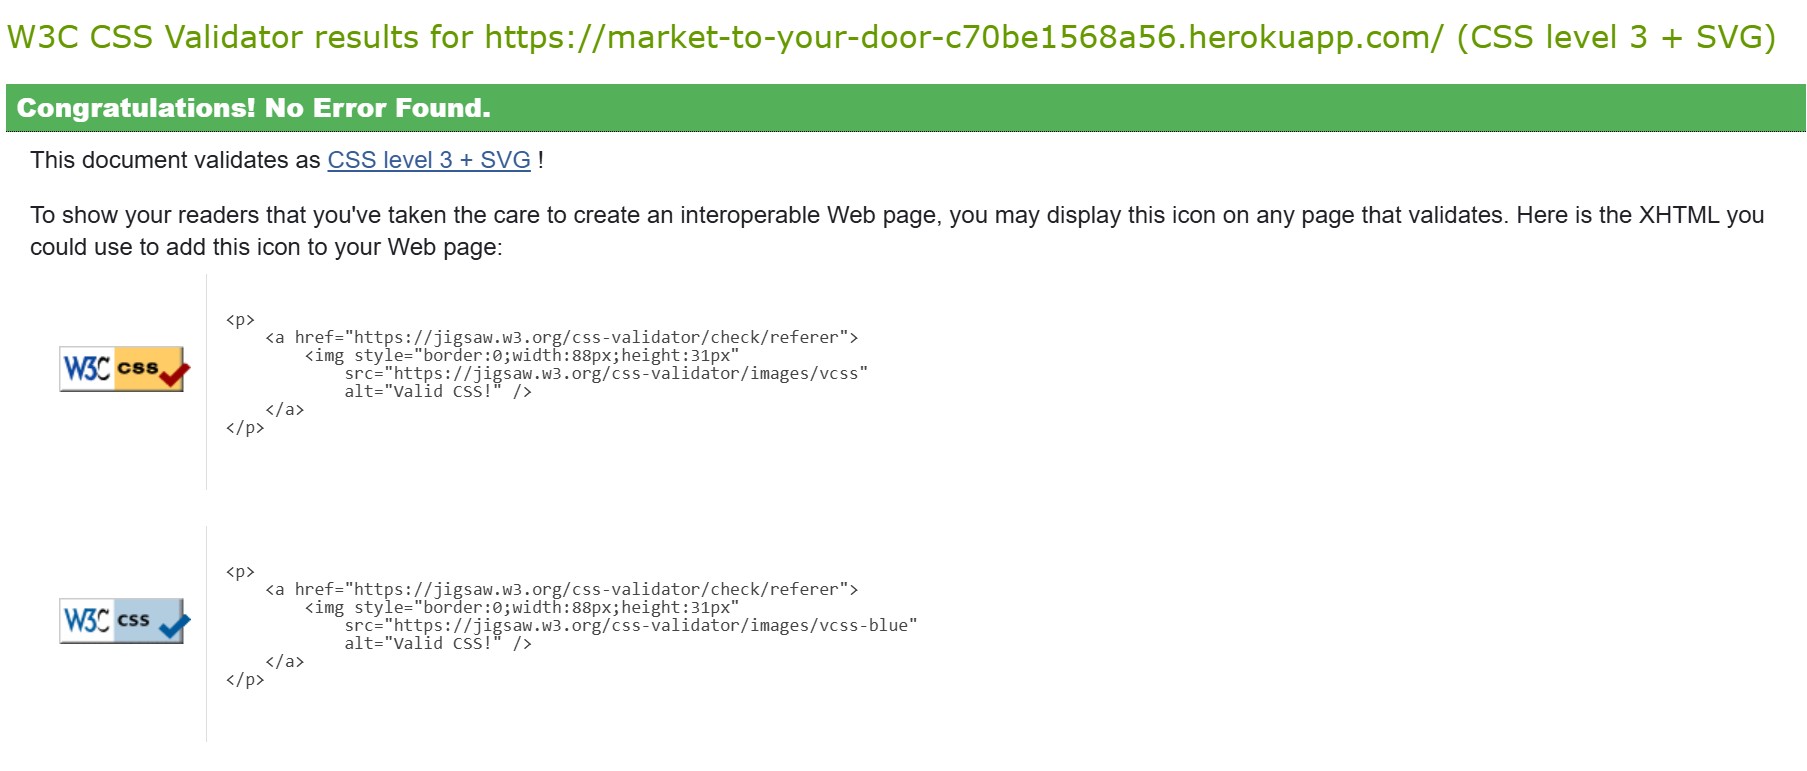 W3C CSS Validator results for https://market-to-your-door-c70be1568a56.herokuapp.com/ (CSS level 3 + SVG)
Congratulations! No Error Found.
This document validates as CSS level 3 + SVG !
To show your readers that you've taken the care to create an interoperable Web page, you may display this icon on any page that validates. Here is the XHTML you
could use to add this icon to your Web page:
W3C css
<p>
    <a href="https://jigsaw.w3.org/css-validator/check/referer">
        <img style="border:0;width:88px;height:31px"
            src="https://jigsaw.w3.org/css-validator/images/vcss"
            alt="Valid CSS!" />
    </a>
</p>
W3C css
<p>
    <a href="https://jigsaw.w3.org/css-validator/check/referer">
        <img style="border:0;width:88px;height:31px"
            src="https://jigsaw.w3.org/css-validator/images/vcss-blue"
            alt="Valid CSS!" />
    </a>
</p>